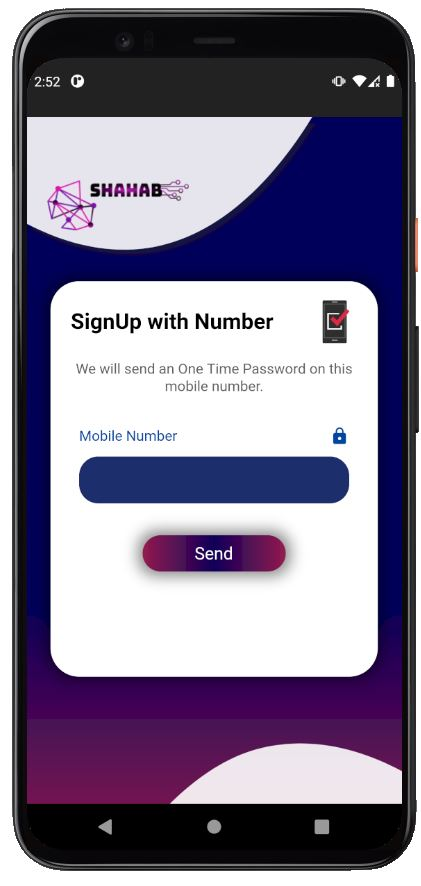 2:52
SHAHAB
SignUp with Number
We will send an One Time Password on this
mobile number.
Mobile Number
Send